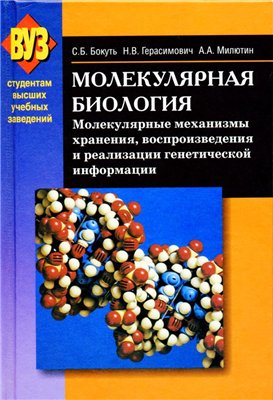 ВУЗ
студентам
высших
учебных
заведений
С.Б. Бокуть Н.В. Герасимович А.А. Милютин
МОЛЕКУЛЯРНАЯ
БИОЛОГИЯ
Молекулярные механизмы
хранения, воспроизведения
и реализации генетической
информации